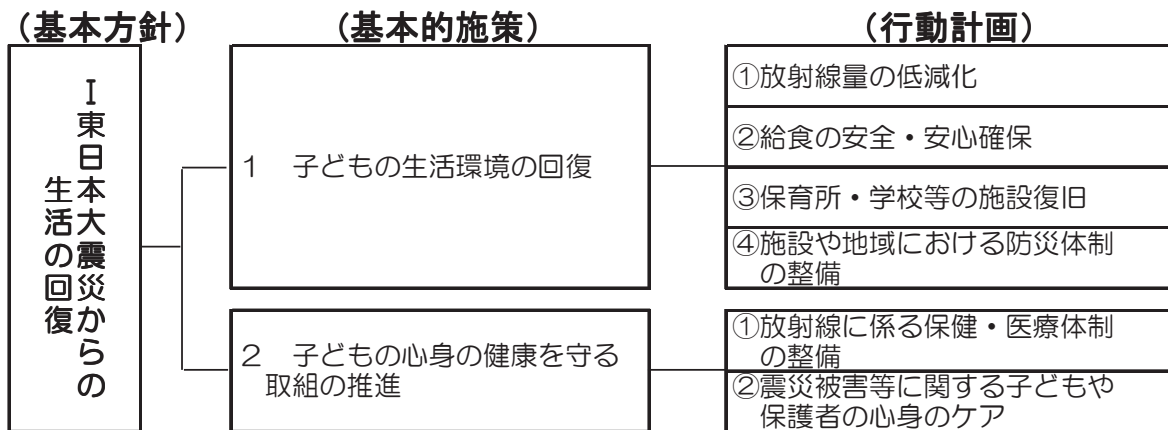 （基本方針） （基本的施策） （行動計画）
Ⅰ東日本大震災からの
生活の回復
１　子どもの生活環境の回復
①放射線量の低減化
②給食の安全・安心確保
③保育所・学校等の施設復旧
④施設や地域における防災体制
の整備
２　子どもの心身の健康を守る
取組の推進
①放射線に係る保健・医療体制
の整備
②震災被害等に関する子どもや
保護者の心身のケア